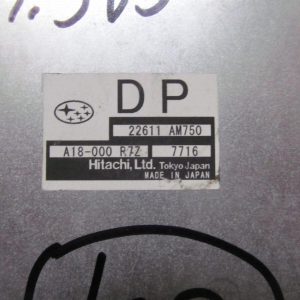 DP
22611 AM750
A18-000 R7Z 7716
Hitachi, Ltd. Tokyo Japan
MADE IN JAPAN